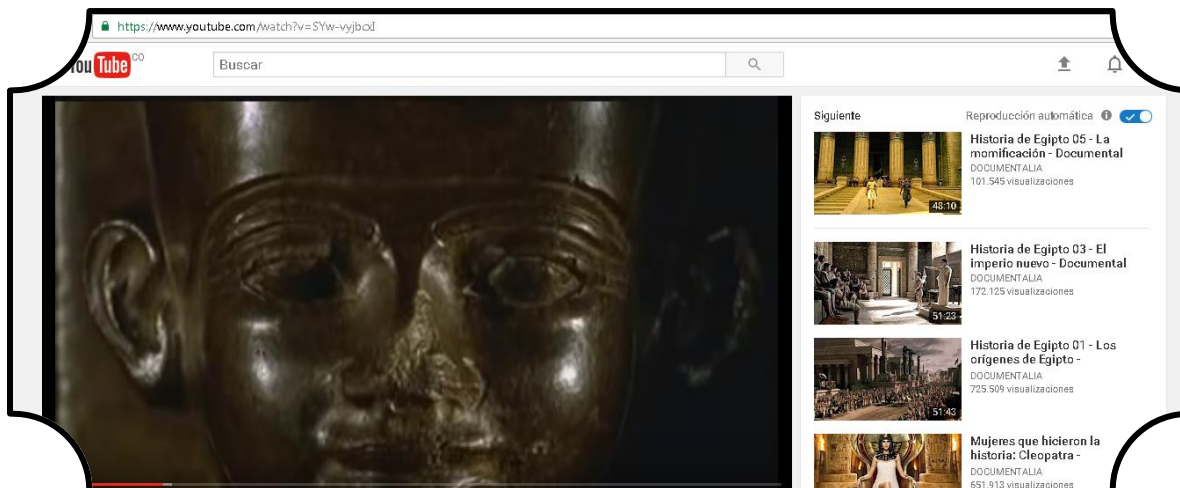 https://www.youtube.com/watch?v=SYw-vyjbcxI
You Tube CO
Buscar
Siguiente
Reproducción automática
Historia de Egipto 05 - La
momificación - Documental
DOCUMENTALIA
101.545 visualizaciones
48:10
Historia de Egipto 03 - El
imperio nuevo - Documental
DOCUMENTALIA
172.125 visualizaciones
51:23
Historia de Egipto 01 - Los
orígenes de Egipto -
DOCUMENTALIA
725.509 visualizaciones
51:43
Mujeres que hicieron la
historia: Cleopatra -
DOCUMENTALIA
651.913 visualizaciones